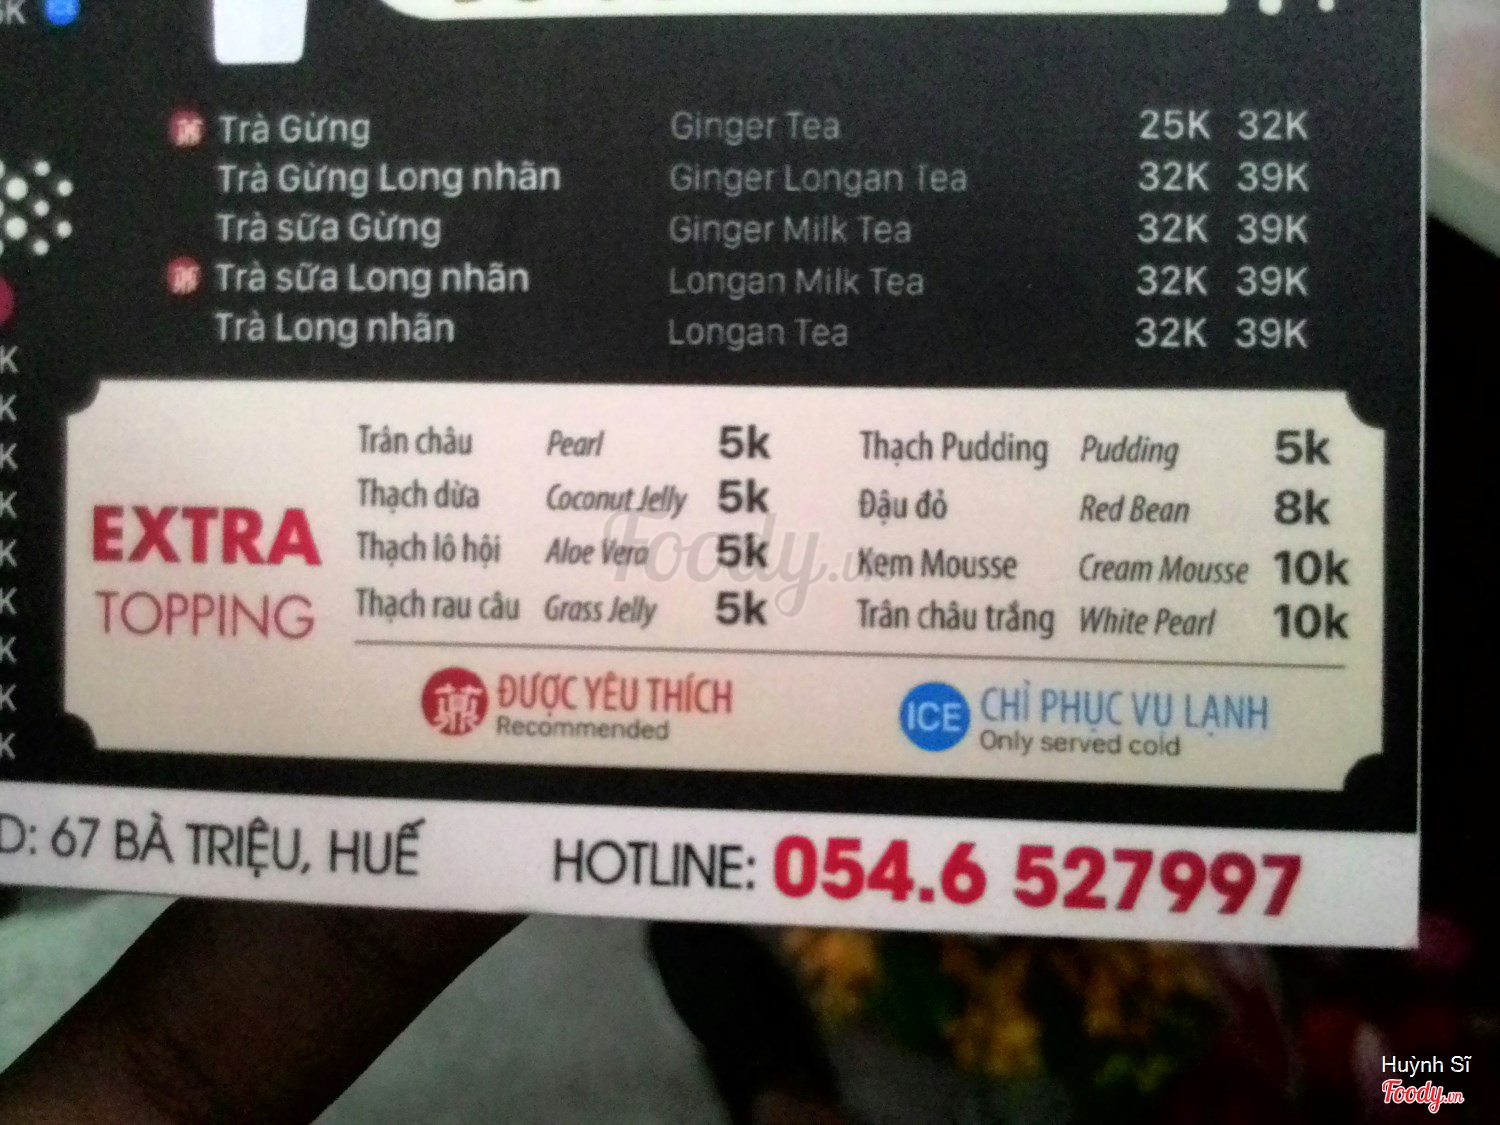 Trà Gừng Ginger Tea 25K 32K
Trà Gừng Long nhãn Ginger Longan Tea 32K 39K
Trà sữa Gừng Ginger Milk Tea 32K 39K
Trà sữa Long nhãn Longan Milk Tea 32K 39K
Trà Long nhãn Longan Tea 32K 39K
EXTRA
TOPPING
Trân châu Pearl 5k
Thạch dừa Coconut Jelly 5k
Thạch lô hội Aloe Vera 5k
Thạch rau câu Grass Jelly 5k
Thạch Pudding Pudding 5k
Đậu đỏ Red Bean 8k
Kem Mousse Cream Mousse 10k
Trân châu trắng White Pearl 10k
ĐƯỢC YÊU THÍCH
Recommended
ICE CHỈ PHỤC VỤ LẠNH
Only served cold
D: 67 BÀ TRIỆU, HUẾ HOTLINE: 054.6 527997
Foody.vn
Huỳnh Sĩ
Foody.vn